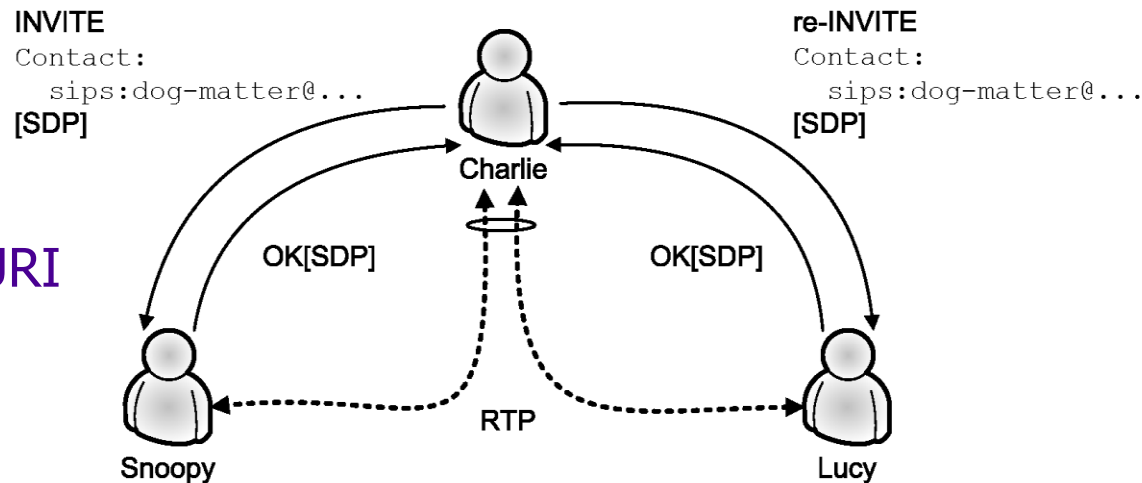 INVITE
Contact:
sips:dog-matter@...
[SDP]
re-INVITE
Contact:
sips:dog-matter@...
[SDP]
Charlie
URI
OK[SDP]
OK[SDP]
RTP
Snoopy
Lucy